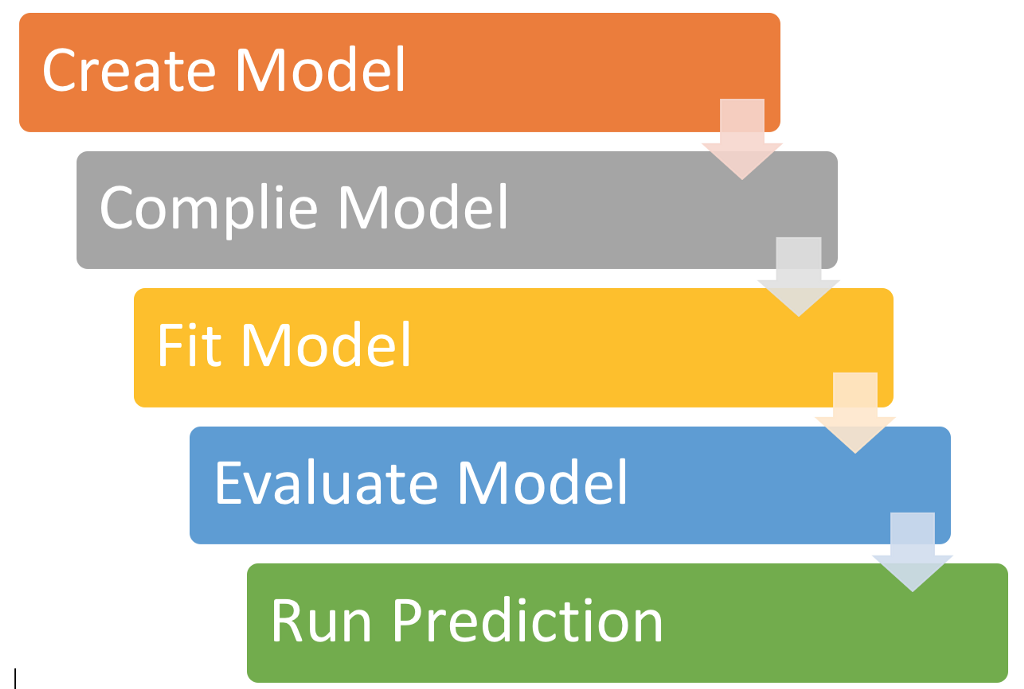 Create Model
Complie Model
Fit Model
Evaluate Model
Run Prediction